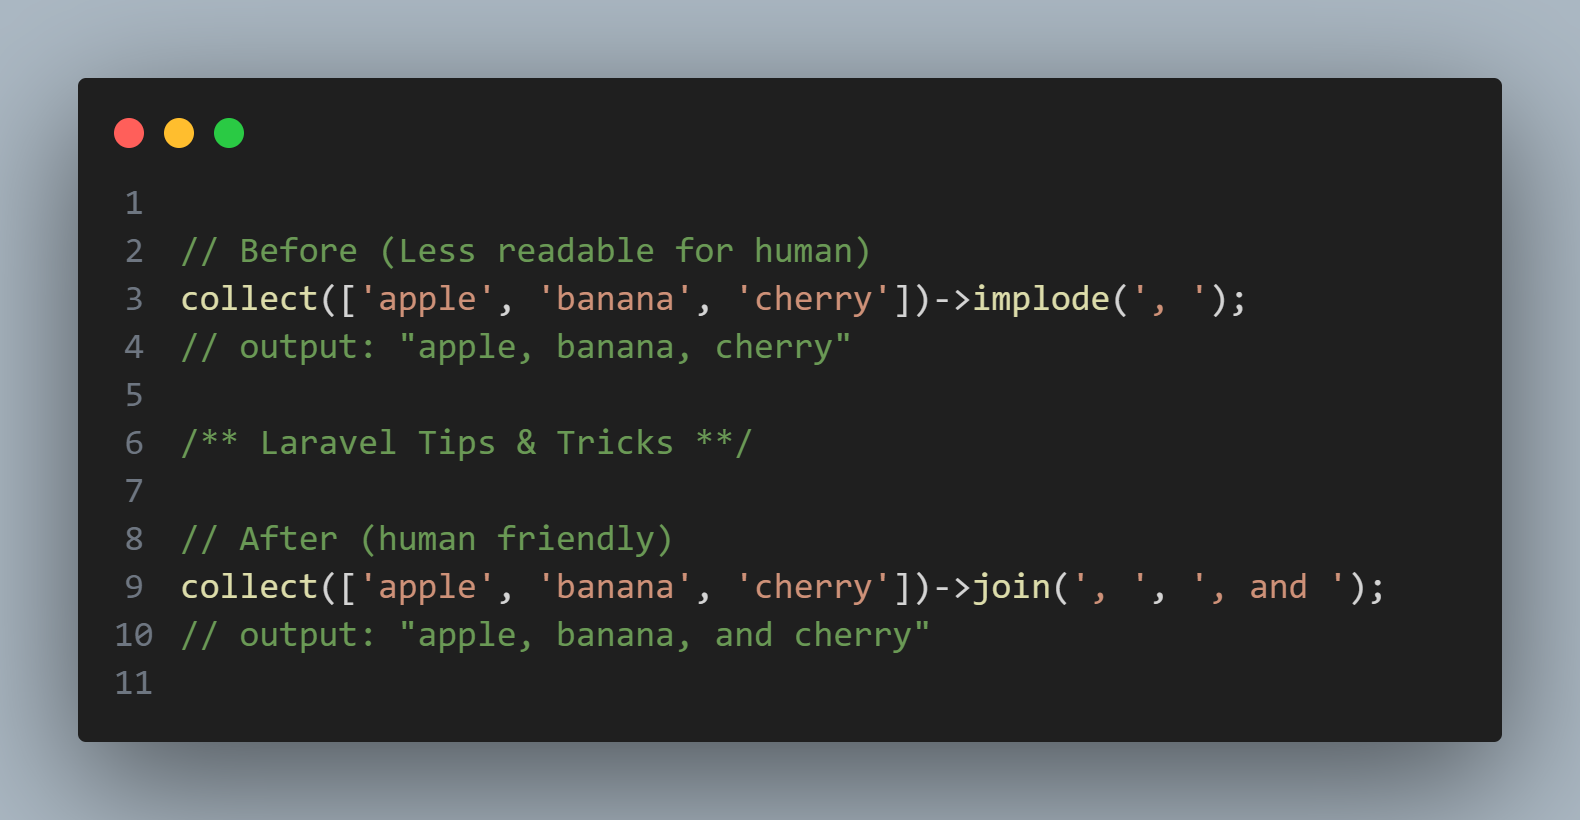 1
2 // Before (Less readable for human)
3 collect(['apple', 'banana', 'cherry'])->implode(', ');
4 // output: "apple, banana, cherry"
5
6 /** Laravel Tips & Tricks **/
7
8 // After (human friendly)
9 collect(['apple', 'banana', 'cherry'])->join(', ', ', and ');
10 // output: "apple, banana, and cherry"
11